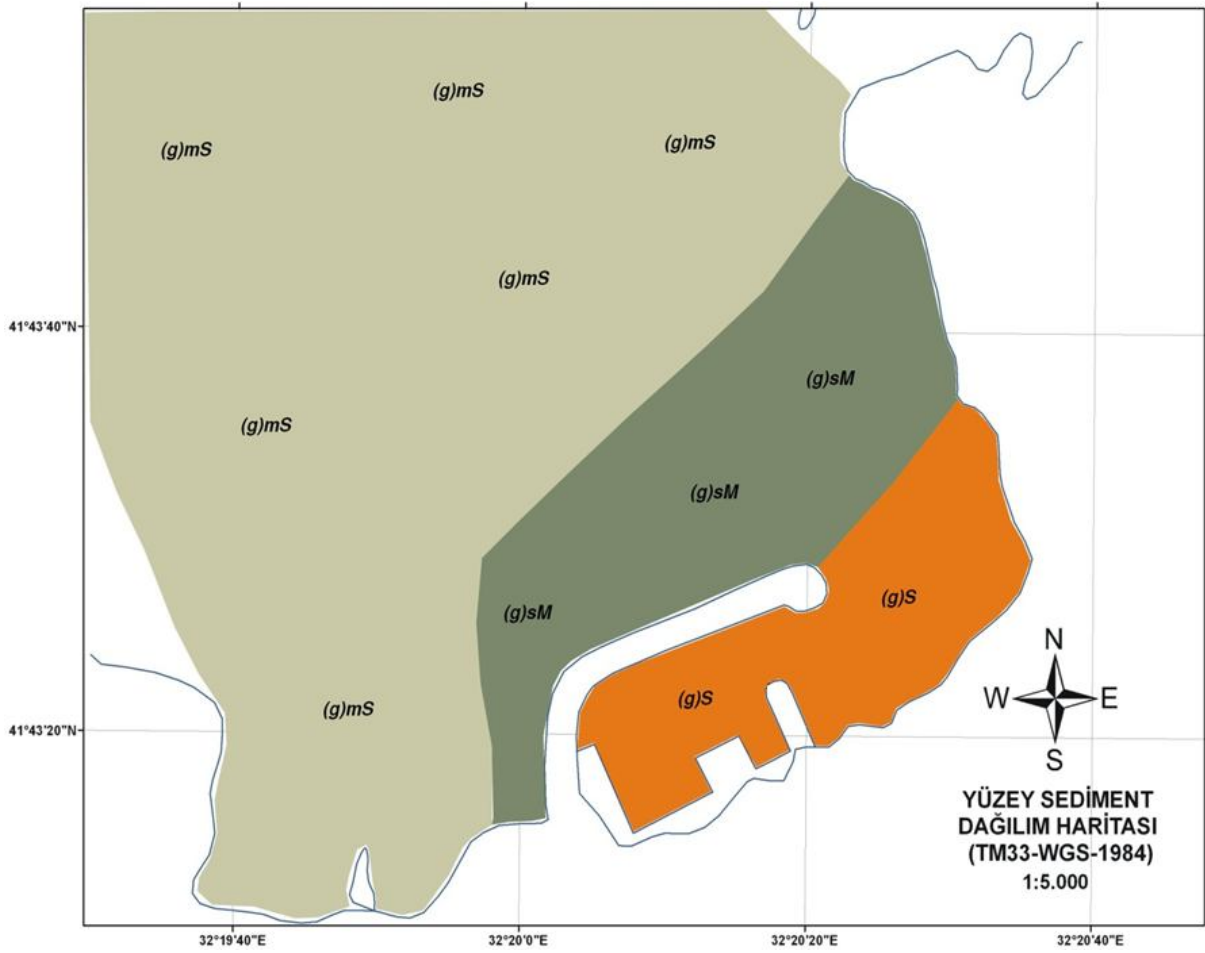 (g)mS
(g)mS
(g)mS
(g)mS
41°43'40"N
(g)sM
(g)mS
(g)sM
(g)S
(g)sM
N
(g)S
W
E
(g)mS
41°43'20"N
S
YÜZEY SEDİMENT
DAĞILIM HARİTASI
(TM33-WGS-1984)
1:5.000
32°19'40"E
32°20'0"E
32°20'20"E
32°20'40"E